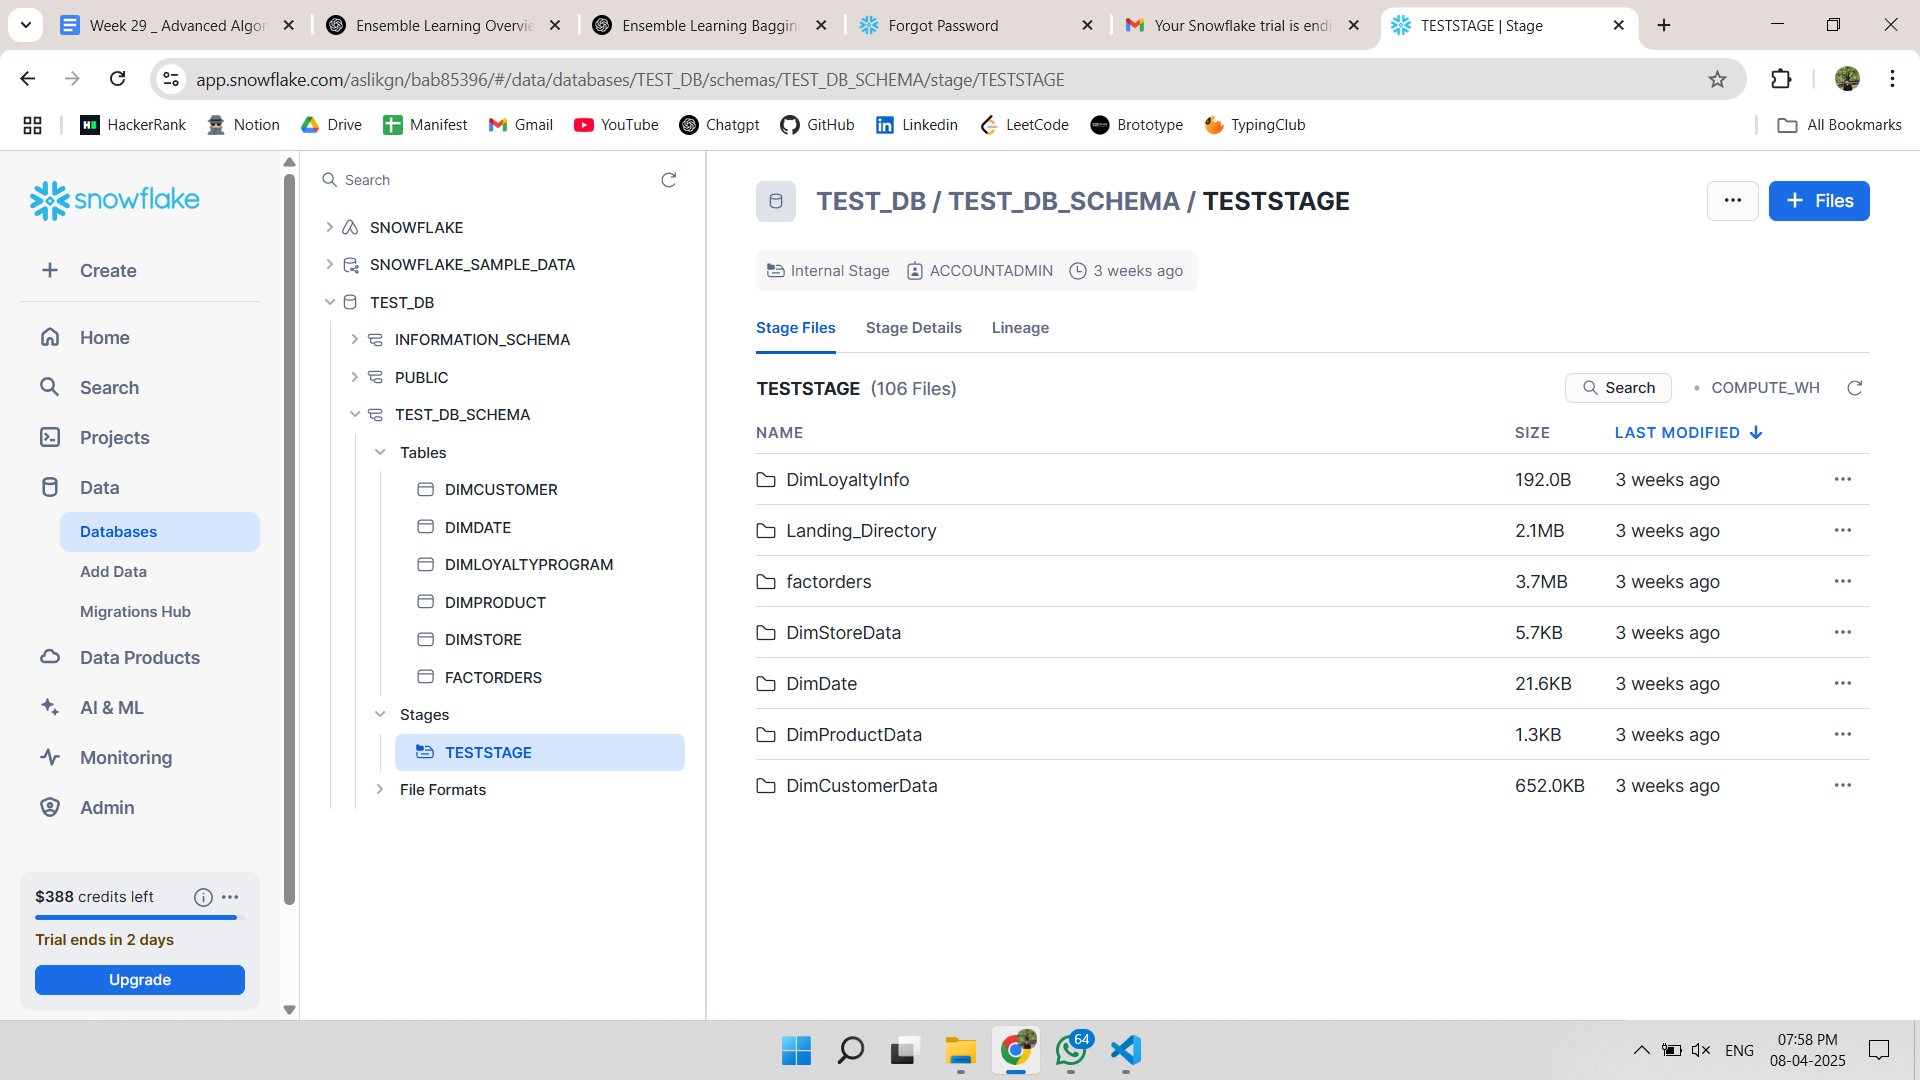 Week 29 _ Advanced Algor
Ensemble Learning Overvie
Ensemble Learning Bagging
Forgot Password
Your Snowflake trial is endi
TESTSTAGE | Stage
app.snowflake.com/aslikgn/bab85396/#/data/databases/TEST_DB/schemas/TEST_DB_SCHEMA/stage/TESTSTAGE
HackerRank
Notion
Drive
Manifest
Gmail
YouTube
Chatgpt
GitHub
Linkedin
LeetCode
Brototype
TypingClub
All Bookmarks
snowflake
Create
Home
Search
Projects
Data
Databases
Add Data
Migrations Hub
Data Products
AI & ML
Monitoring
Admin
$388 credits left
Trial ends in 2 days
Upgrade
Search
SNOWFLAKE
SNOWFLAKE_SAMPLE_DATA
TEST_DB
INFORMATION_SCHEMA
PUBLIC
TEST_DB_SCHEMA
Tables
DIMCUSTOMER
DIMDATE
DIMLOYALTYPROGRAM
DIMPRODUCT
DIMSTORE
FACTORDERS
Stages
TESTSTAGE
File Formats
TEST_DB / TEST_DB_SCHEMA / TESTSTAGE
+ Files
Internal Stage ACCOUNTADMIN 3 weeks ago
Stage Files Stage Details Lineage
TESTSTAGE (106 Files)
Search
COMPUTE_WH
NAME SIZE LAST MODIFIED
DimLoyaltyInfo 192.0B 3 weeks ago
Landing_Directory 2.1MB 3 weeks ago
factorders 3.7MB 3 weeks ago
DimStoreData 5.7KB 3 weeks ago
DimDate 21.6KB 3 weeks ago
DimProductData 1.3KB 3 weeks ago
DimCustomerData 652.0KB 3 weeks ago
64
ENG
07:58 PM
08-04-2025